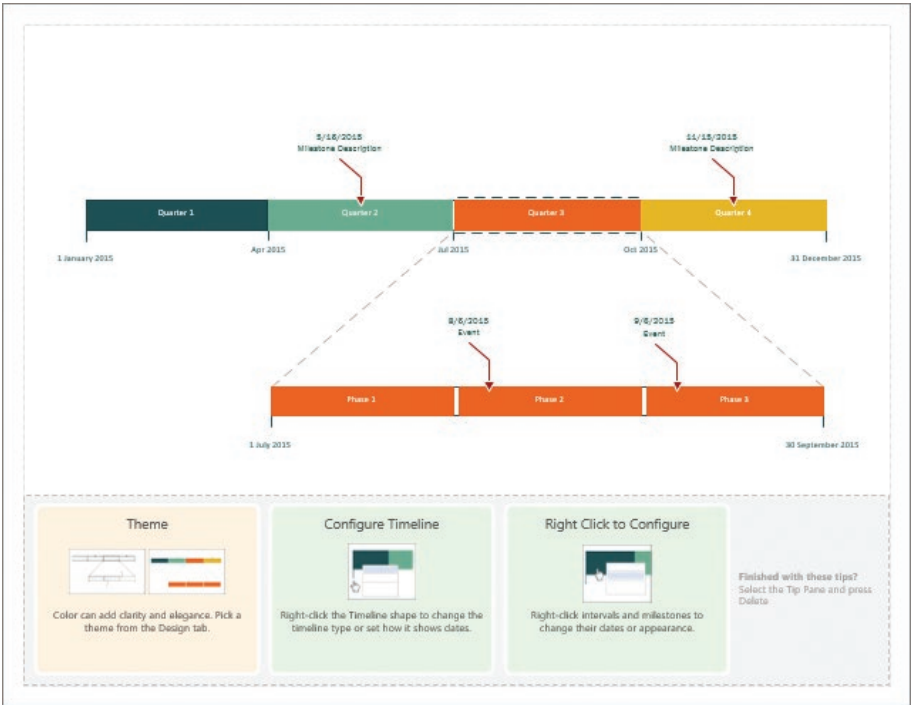 5/16/2015
Milestone Description
11/15/2015
Milestone Description
Quarter 1
Quarter 2
Quarter 3
Quarter 4
1 January 2015
Apr 2015
Jul 2015
Oct 2015
31 December 2015
8/6/2015
Event
9/6/2015
Event
Phase 1
Phase 2
Phase 3
1 July 2015
30 September 2015
Theme
Color can add clarity and elegance. Pick a
theme from the Design tab.
Configure Timeline
Right-click the Timeline shape to change the
timeline type or set how it shows dates.
Right Click to Configure
Right-click intervals and milestones to
change their dates or appearance.
Finished with these tips?
Select the Tip Pane and press
Delete